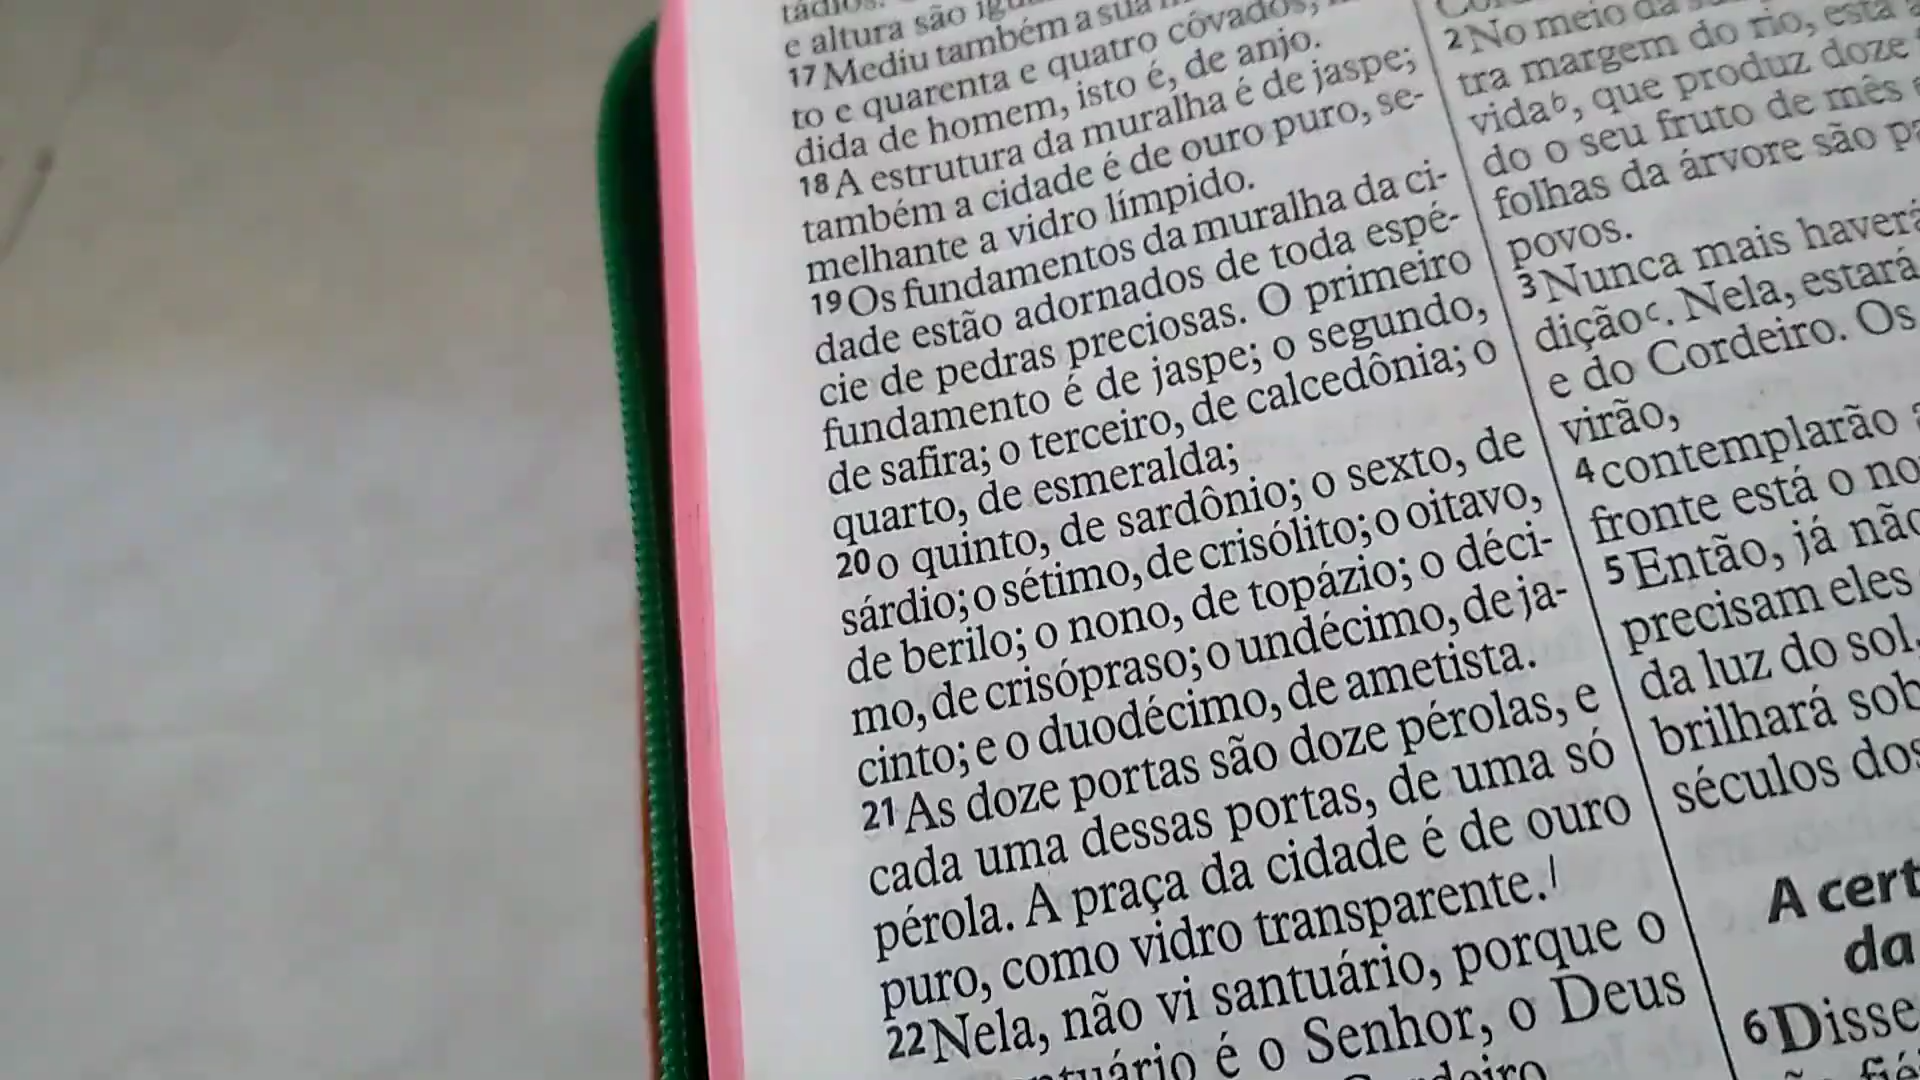 e altura são
17 Mediu também a sua
to e quarenta e quatro côvados,
dida de homem, isto é, de anjo.
18 A estrutura da muralha é de jaspe;
também a cidade é de ouro puro, se-
melhante a vidro límpido.
19 Os fundamentos da muralha da ci-
dade estão adornados de toda espé-
cie de pedras preciosas. O primeiro
fundamento é de jaspe; o segundo,
de safira; o terceiro, de calcedônia; o
quarto, de esmeralda;
20 o quinto, de sardônio; o sexto, de
sárdio; o sétimo, de crisólito; o oitavo,
de berilo; o nono, de topázio; o déci-
mo, de crisópraso; o undécimo, de ja-
cinto; e o duodécimo, de ametista.
21 As doze portas são doze pérolas, e
cada uma dessas portas, de uma só
pérola. A praça da cidade é de ouro
puro, como vidro transparente.l
22 Nela, não vi santuário, porque o
é o Senhor, o Deus
2 No meio da
tra margem do rio, está
vidab, que produz doze
do o seu fruto de mês
folhas da árvore são
povos.
3 Nunca mais haverá
diçãoc. Nela, estará
e do Cordeiro. Os
virão,
4 contemplarão
fronte está o
5 Então, já
precisam eles
da luz do sol,
brilhará
séculos dos
A
da
6 Disse